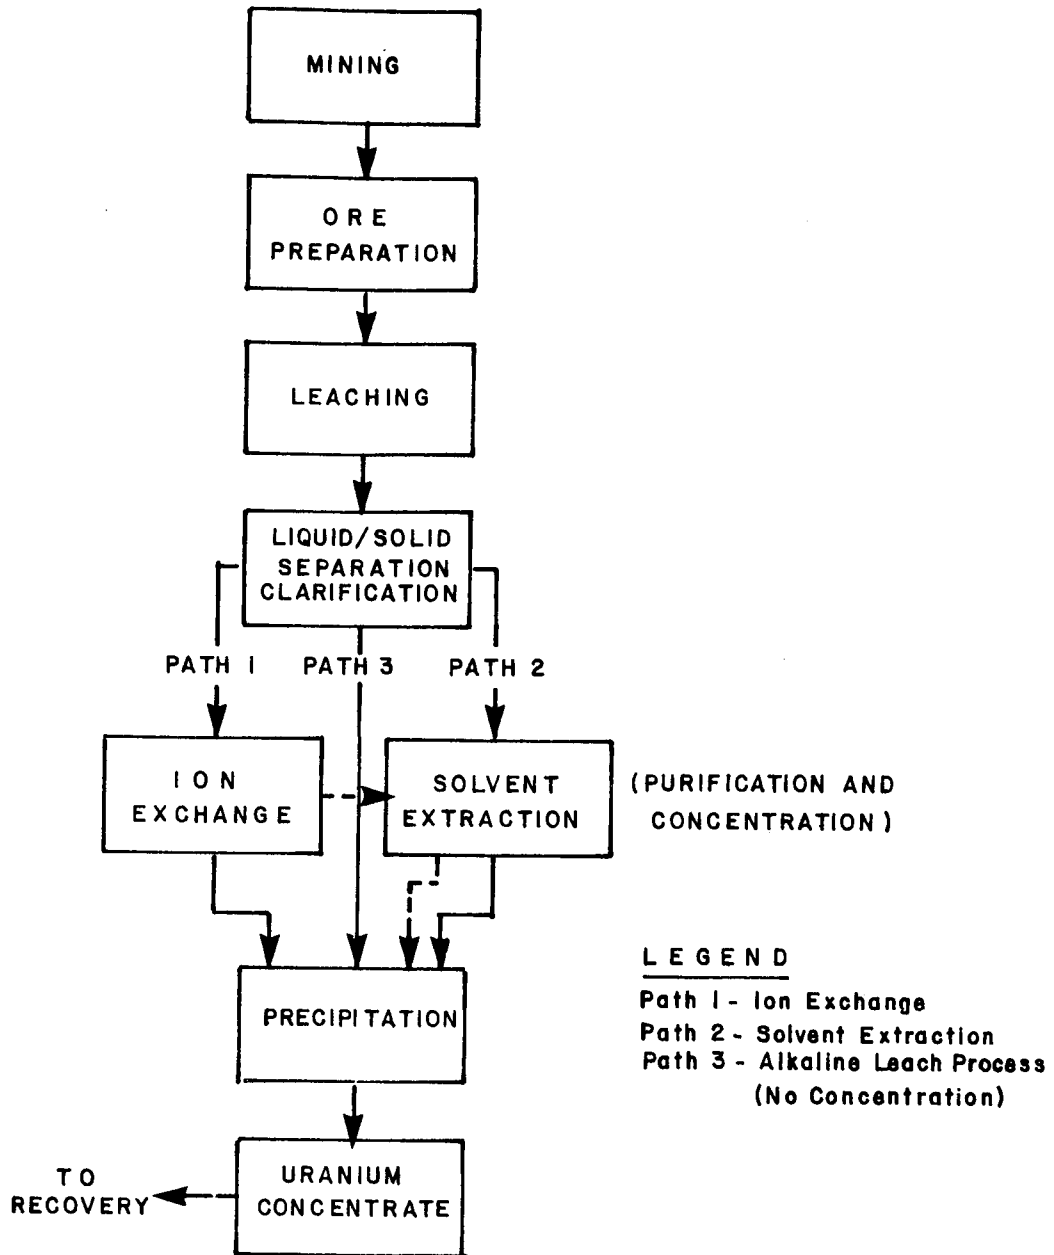 MINING
ORE
PREPARATION
LEACHING
LIQUID/SOLID
SEPARATION
CLARIFICATION
PATH 1
PATH 3
PATH 2
ION
EXCHANGE
SOLVENT
EXTRACTION
(PURIFICATION AND
CONCENTRATION)
PRECIPITATION
LEGEND
Path 1 - Ion Exchange
Path 2 - Solvent Extraction
Path 3 - Alkaline Leach Process
(No Concentration)
URANIUM
CONCENTRATE
TO
RECOVERY